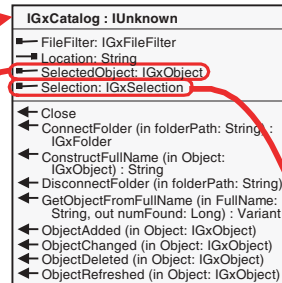 IGxCatalog : IUnknown
FileFilter: IGxFileFilter
Location: String
SelectedObject: IGxObject
Selection: IGxSelection
Close
ConnectFolder (in folderPath: String) :
IGxFolder
ConstructFullName (in Object:
IGxObject) : String
DisconnectFolder (in folderPath: String)
GetObjectFromFullName (in FullName:
String, out numFound: Long) : Variant
ObjectAdded (in Object: IGxObject)
ObjectChanged (in Object: IGxObject)
ObjectDeleted (in Object: IGxObject)
ObjectRefreshed (in Object: IGxObject)